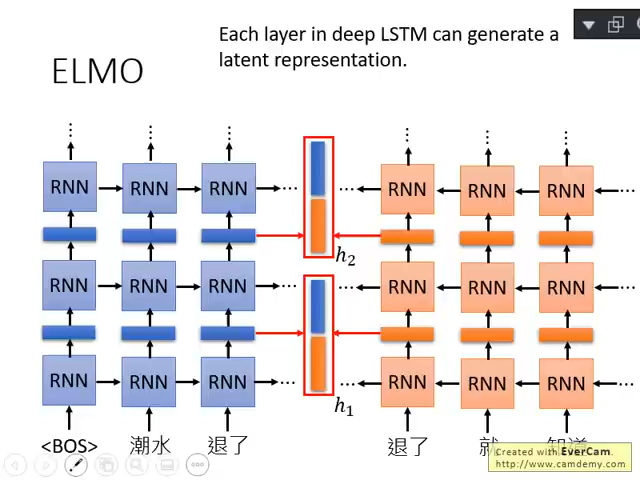 Each layer in deep LSTM can generate a
latent representation.
ELMO
RNN RNN RNN RNN RNN RNN
h2
RNN RNN RNN RNN RNN RNN
h1
RNN RNN RNN RNN RNN RNN
<BOS> 潮水 退了 退了 就 知道
Created with EverCam.
http://www.camdemy.com